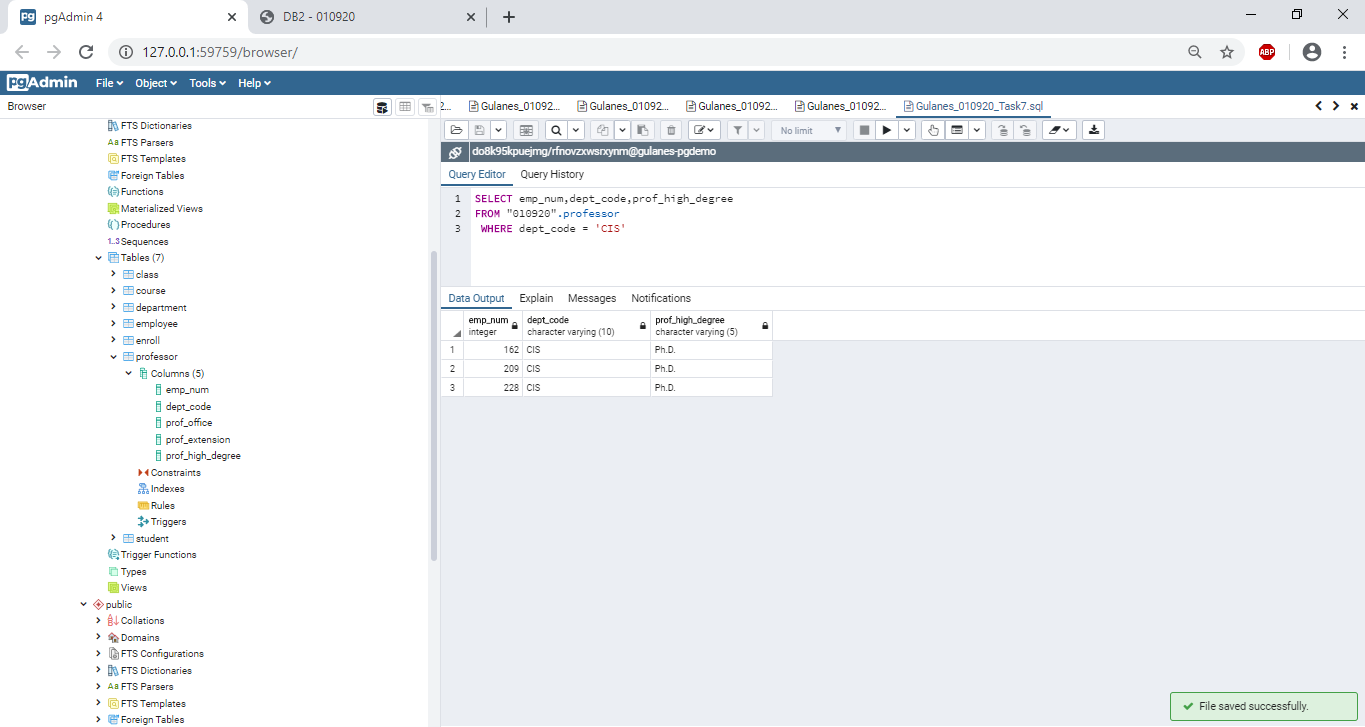 pgAdmin 4
DB2 - 010920
127.0.0.1:59759/browser/
ABP
pgAdmin File Object Tools Help
Browser
2...
Gulanes_01092...
Gulanes_01092...
Gulanes_01092...
Gulanes_01092...
Gulanes_010920_Task7.sql
No limit
do8k95kpuejmg/rfnovzxwsrxynm@gulanes-pgdemo
Query Editor Query History
1 SELECT emp_num,dept_code,prof_high_degree
2 FROM "010920".professor
3 WHERE dept_code = 'CIS'
Data Output Explain Messages Notifications
emp_num dept_code prof_high_degree
integer character varying (10) character varying (5)
1 162 CIS Ph.D.
2 209 CIS Ph.D.
3 228 CIS Ph.D.
FTS Dictionaries
FTS Parsers
FTS Templates
Foreign Tables
Functions
Materialized Views
Procedures
1..3 Sequences
Tables (7)
class
course
department
employee
enroll
professor
Columns (5)
emp_num
dept_code
prof_office
prof_extension
prof_high_degree
Constraints
Indexes
Rules
Triggers
student
Trigger Functions
Types
Views
public
Collations
Domains
FTS Configurations
FTS Dictionaries
FTS Parsers
FTS Templates
Foreign Tables
File saved successfully.